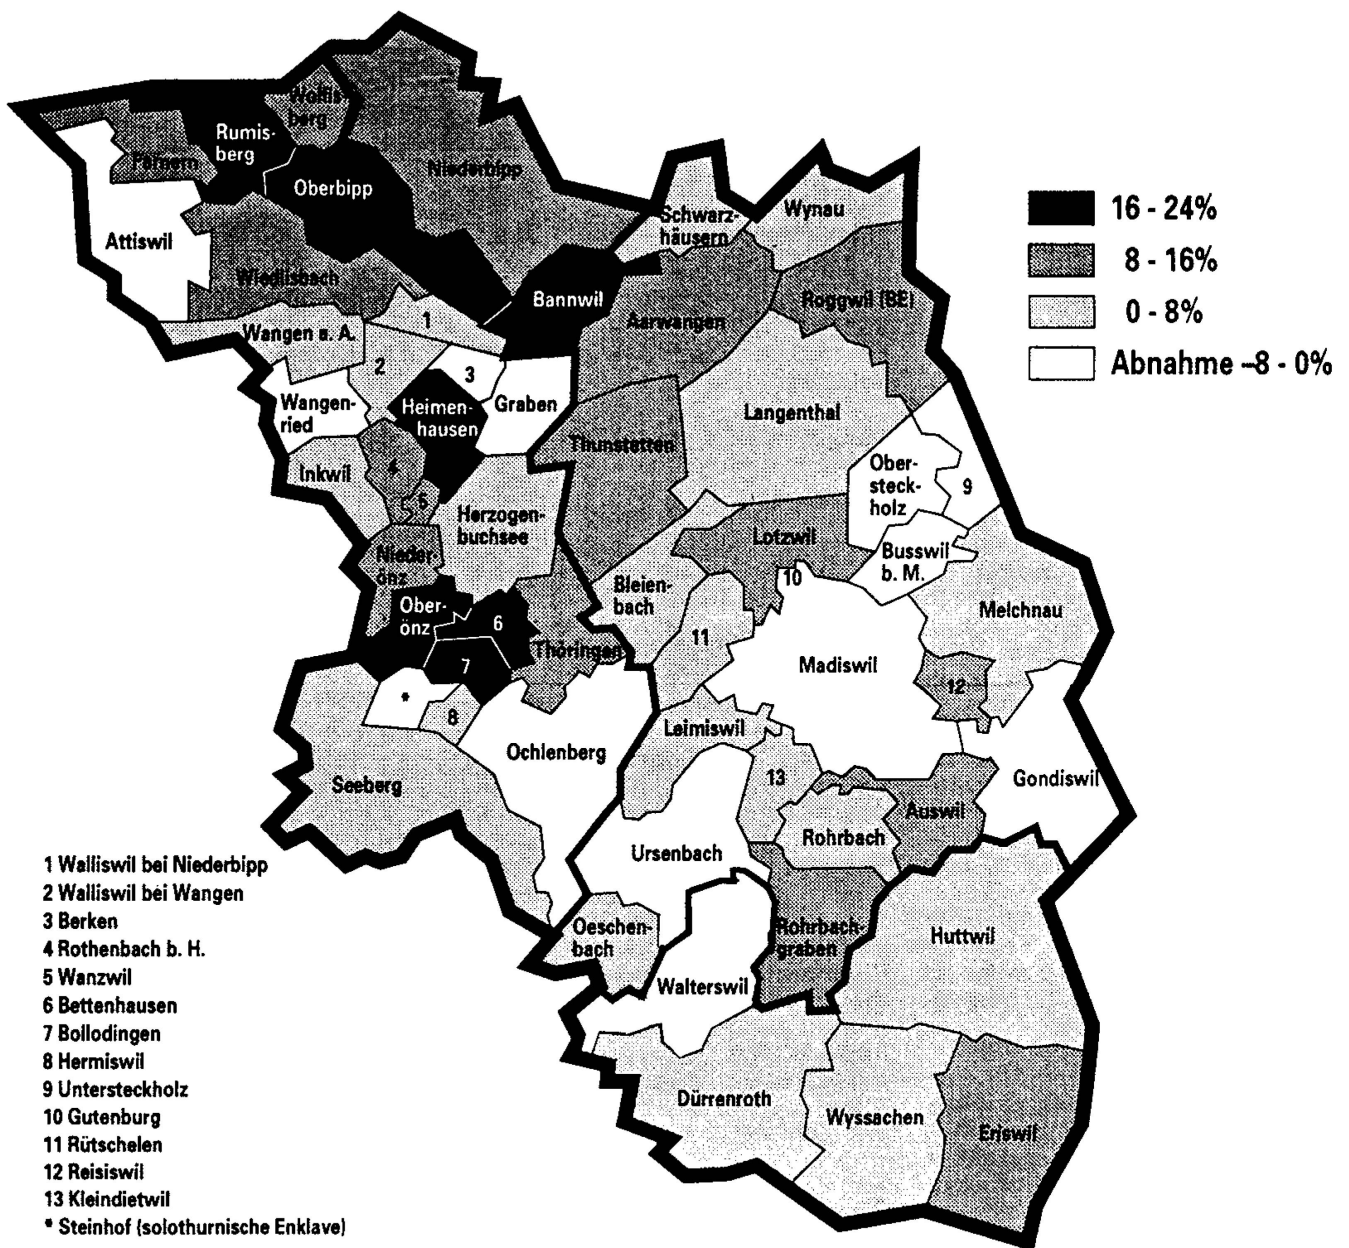 Wolfis-
berg
Rumis-
berg
Farnern
Oberbipp
Niederbipp
Attiswil
Wiedlisbach
Schwarz-
häusern
Wynau
Bannwil
Aarwangen
Roggwil (BE)
Wangen a. A.
1
2
3
Wangen-
ried
Heimen-
hausen
Graben
Langenthal
Thunstetten
Inkwil
4
5
Herzogen-
buchsee
Ober-
steck-
holz
9
Nieder-
önz
Lotzwil
Busswil
b. M.
10
Bleien-
bach
Ober-
önz
6
Melchnau
11
Thöringen
7
Madiswil
12
*
8
Leimiswil
Ochlenberg
Seeberg
13
Gondiswil
Auswil
Rohrbach
Ursenbach
Oeschen-
bach
Rohrbach-
graben
Huttwil
Walterswil
Dürrenroth
Wyssachen
Eriswil
16 - 24%
8 - 16%
0 - 8%
Abnahme –8 - 0%
1 Walliswil bei Niederbipp
2 Walliswil bei Wangen
3 Berken
4 Rothenbach b. H.
5 Wanzwil
6 Bettenhausen
7 Bollodingen
8 Hermiswil
9 Untersteckholz
10 Gutenburg
11 Rütschelen
12 Reisiswil
13 Kleindietwil
* Steinhof (solothurnische Enklave)